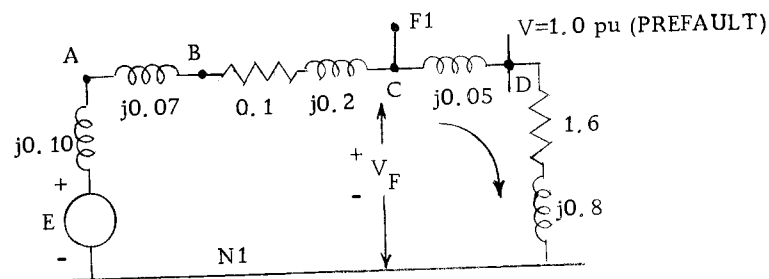 F1
V=1.0 pu (PREFAULT)
A
B
C
D
j0.07
0.1
j0.2
j0.05
1.6
j0.10
+
+
V
F
-
E
-
j0.8
N1